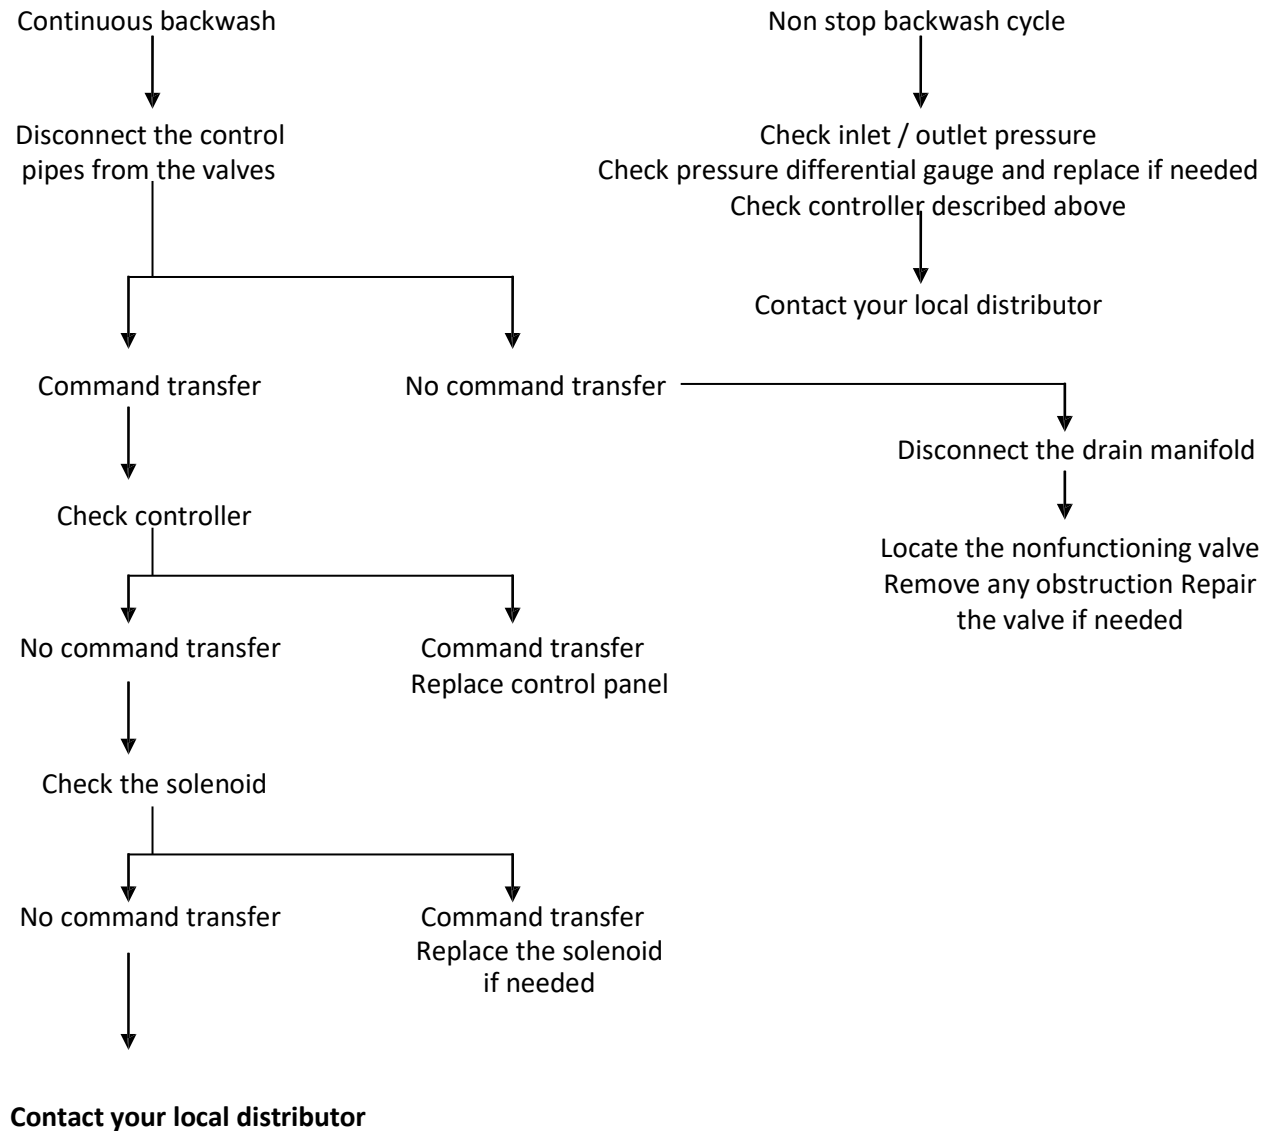 Continuous backwash
Non stop backwash cycle
Disconnect the control
pipes from the valves
Check inlet / outlet pressure
Check pressure differential gauge and replace if needed
Check controller described above
Contact your local distributor
Command transfer
No command transfer
Disconnect the drain manifold
Locate the nonfunctioning valve
Remove any obstruction Repair
the valve if needed
Check controller
No command transfer
Command transfer
Replace control panel
Check the solenoid
No command transfer
Command transfer
Replace the solenoid
if needed
Contact your local distributor